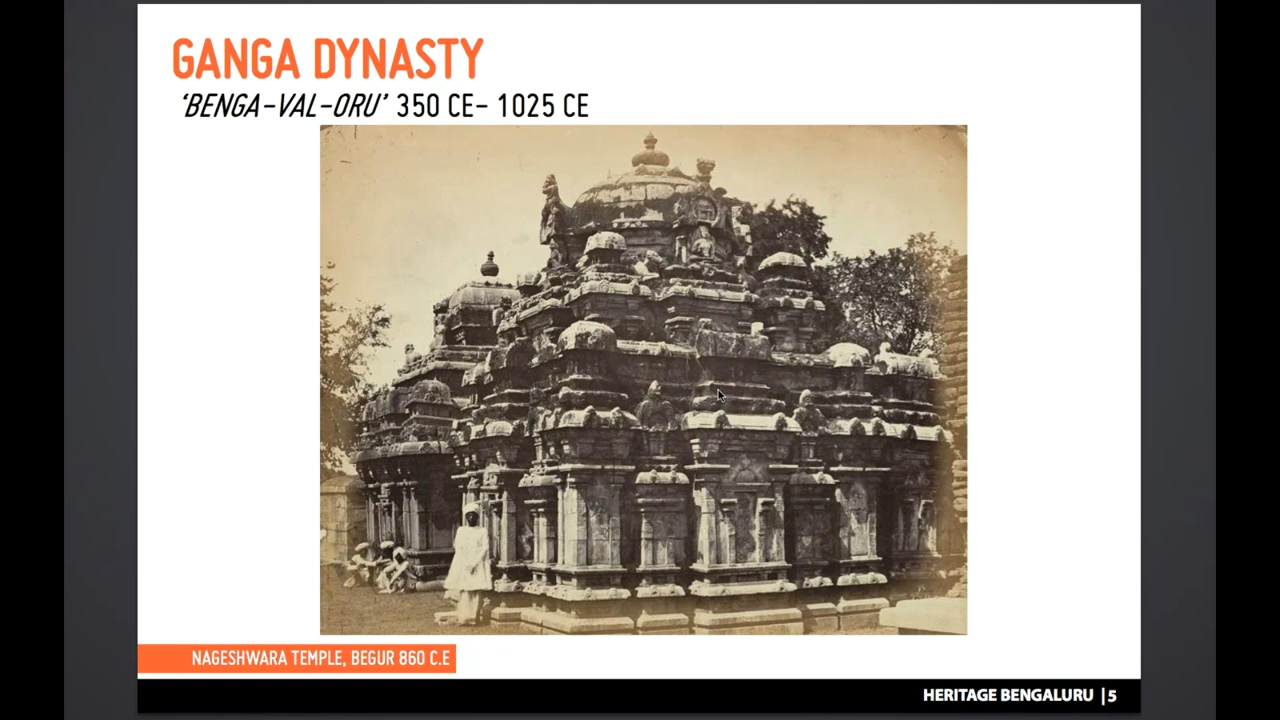 GANGA DYNASTY
‘BENGA-VAL-ORU’ 350 CE- 1025 CE
NAGESHWARA TEMPLE, BEGUR 860 C.E
HERITAGE BENGALURU | 5